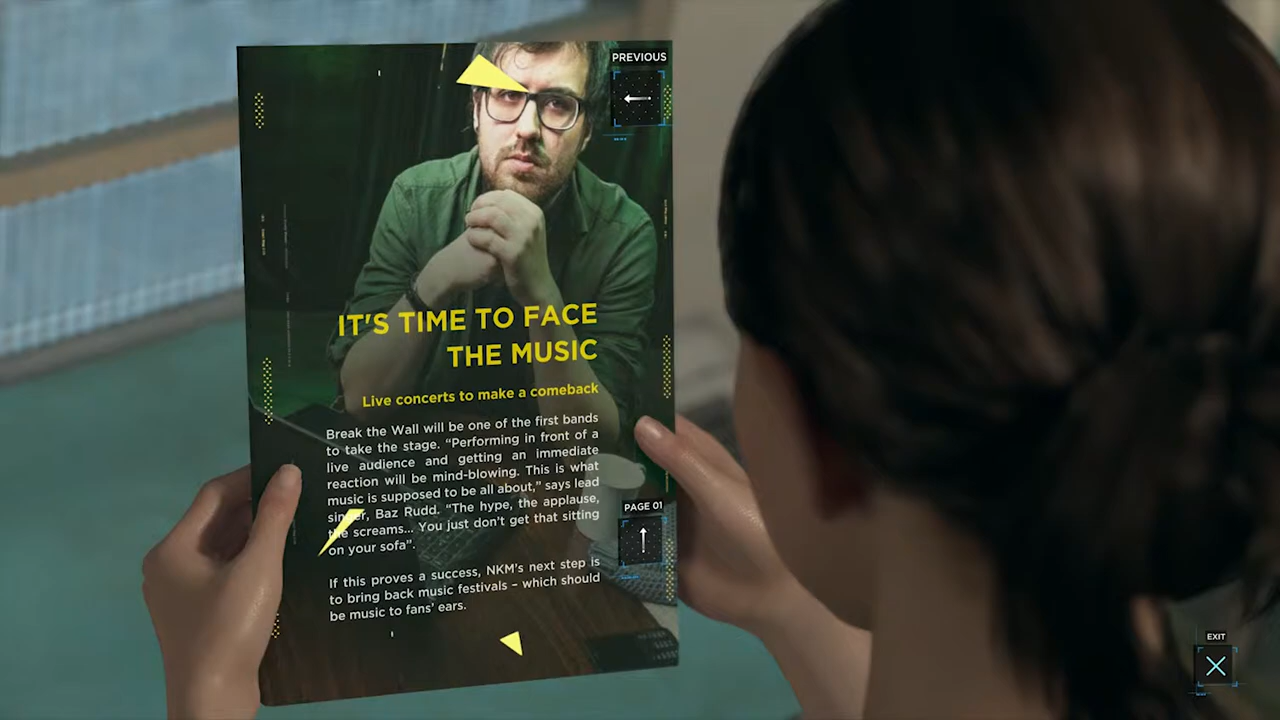 PREVIOUS
IT'S TIME TO FACE
THE MUSIC
Live concerts to make a comeback
Break the Wall will be one of the first bands
to take the stage. “Performing in front of a
live audience and getting an immediate
reaction will be mind-blowing. This is what
music is supposed to be all about,” says lead
singer, Baz Rudd. “The hype, the applause,
the screams... You just don't get that sitting
on your sofa”.
If this proves a success, NKM's next step is
to bring back music festivals – which should
be music to fans' ears.
PAGE 01
EXIT